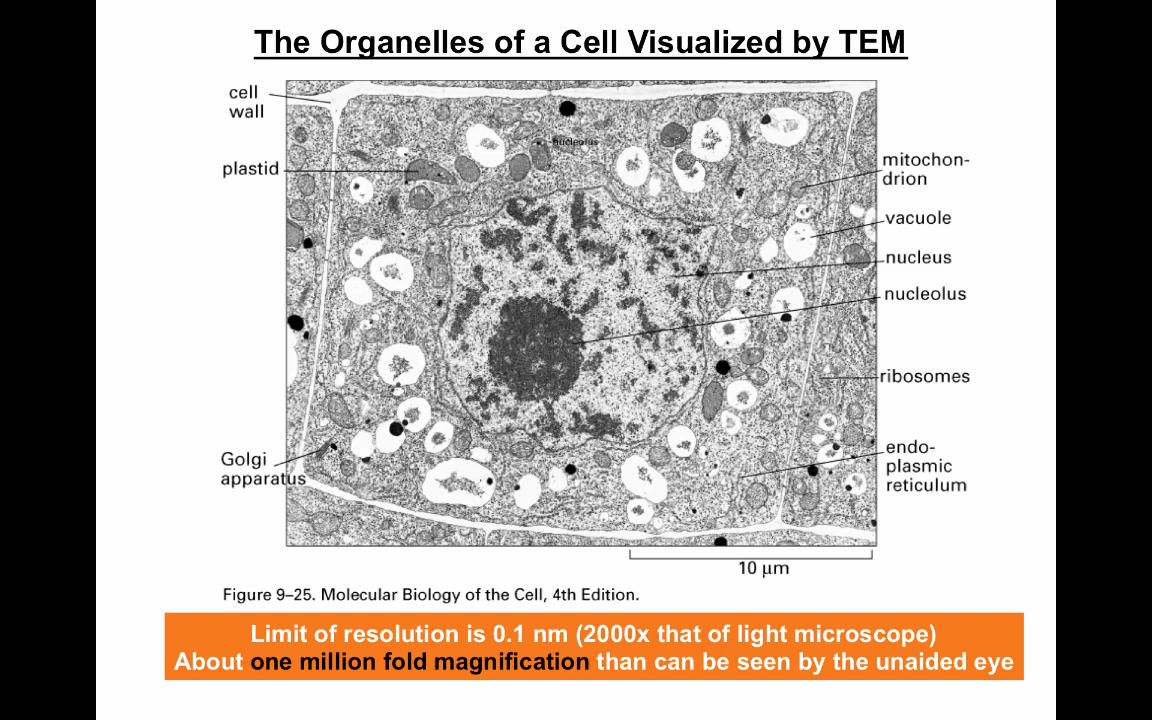 The Organelles of a Cell Visualized by TEM
cell
wall
nucleolus
plastid
mitochon-
drion
vacuole
nucleus
nucleolus
ribosomes
Golgi
apparatus
endo-
plasmic
reticulum
10 μm
Figure 9–25. Molecular Biology of the Cell, 4th Edition.
Limit of resolution is 0.1 nm (2000x that of light microscope)
About one million fold magnification than can be seen by the unaided eye